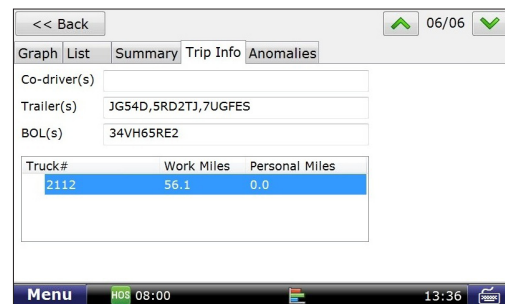 << Back 06/06
Graph List Summary Trip Info Anomalies
Co-driver(s)
Trailer(s) JG54D,5RD2TJ,7UGFES
BOL(s) 34VH65RE2
Truck# Work Miles Personal Miles
2112 56.1 0.0
Menu HOS 08:00 13:36